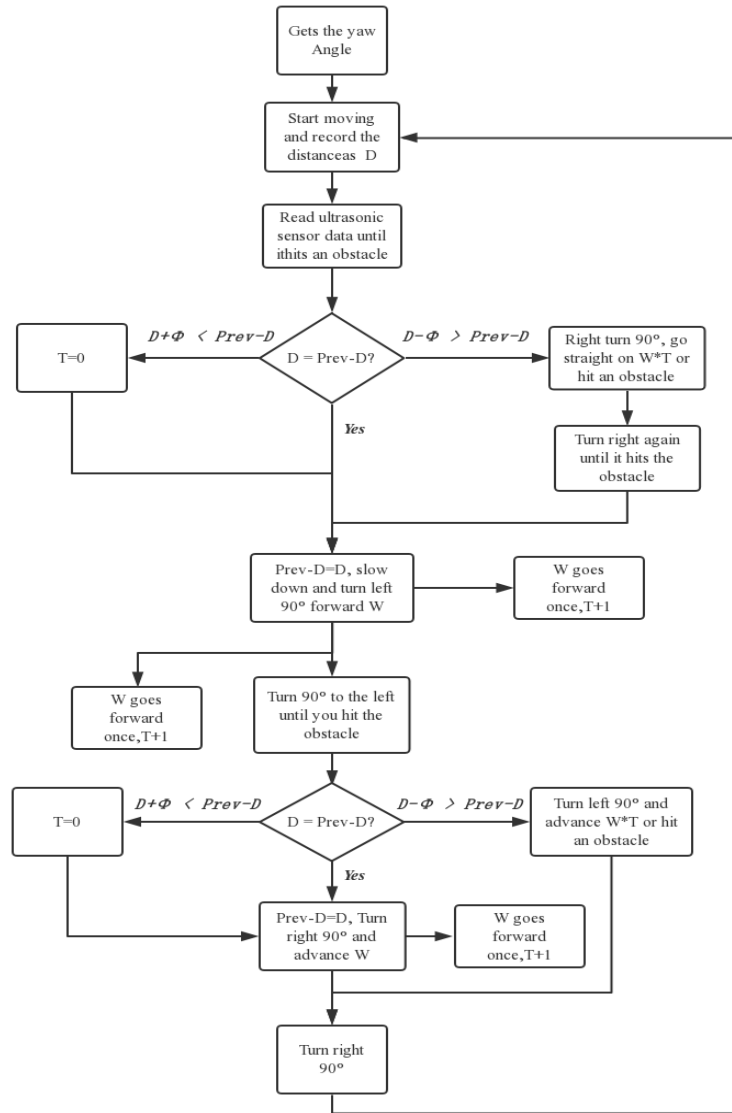 Gets the yaw
Angle
Start moving
and record the
distanceas D
Read ultrasonic
sensor data until
ithits an obstacle
D+Φ < Prev-D
D-Φ > Prev-D
T=0
D = Prev-D?
Right turn 90°, go
straight on W*T or
hit an obstacle
Yes
Turn right again
until it hits the
obstacle
Prev-D=D, slow
down and turn left
90° forward W
W goes
forward
once,T+1
W goes
forward
once,T+1
Turn 90° to the left
until you hit the
obstacle
D+Φ < Prev-D
D-Φ > Prev-D
T=0
D = Prev-D?
Turn left 90° and
advance W*T or hit
an obstacle
Yes
Prev-D=D, Turn
right 90° and
advance W
W goes
forward
once,T+1
Turn right
90°